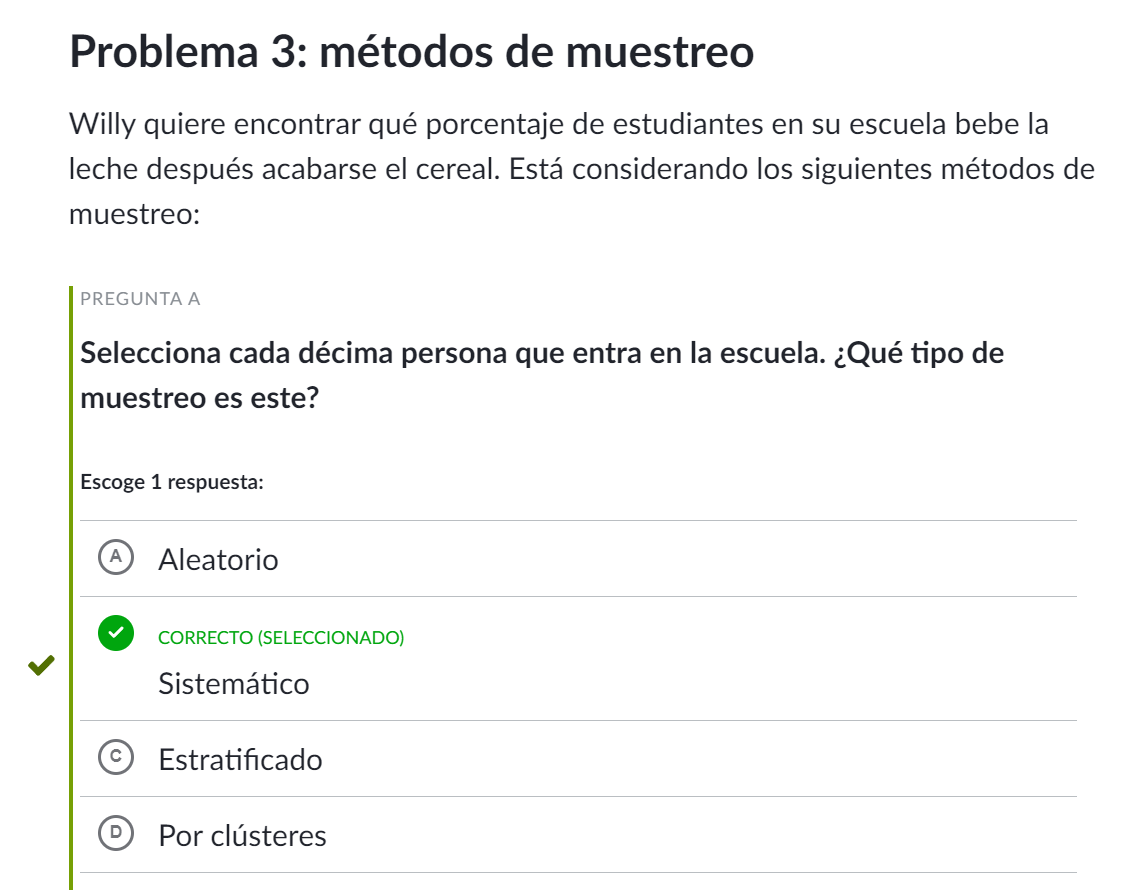 Problema 3: métodos de muestreo
Willy quiere encontrar qué porcentaje de estudiantes en su escuela bebe la
leche después acabarse el cereal. Está considerando los siguientes métodos de
muestreo:
PREGUNTA A
Selecciona cada décima persona que entra en la escuela. ¿Qué tipo de
muestreo es este?
Escoge 1 respuesta:
A Aleatorio
CORRECTO (SELECCIONADO)
Sistemático
C Estratificado
D Por clústeres